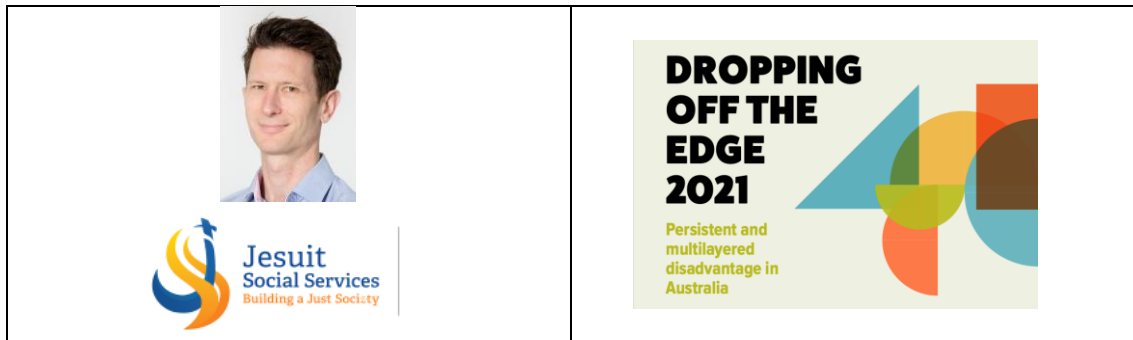 Jesuit
Social Services
Building a Just Society
DROPPING
OFF THE
EDGE
2021
Persistent and
multilayered
disadvantage in
Australia